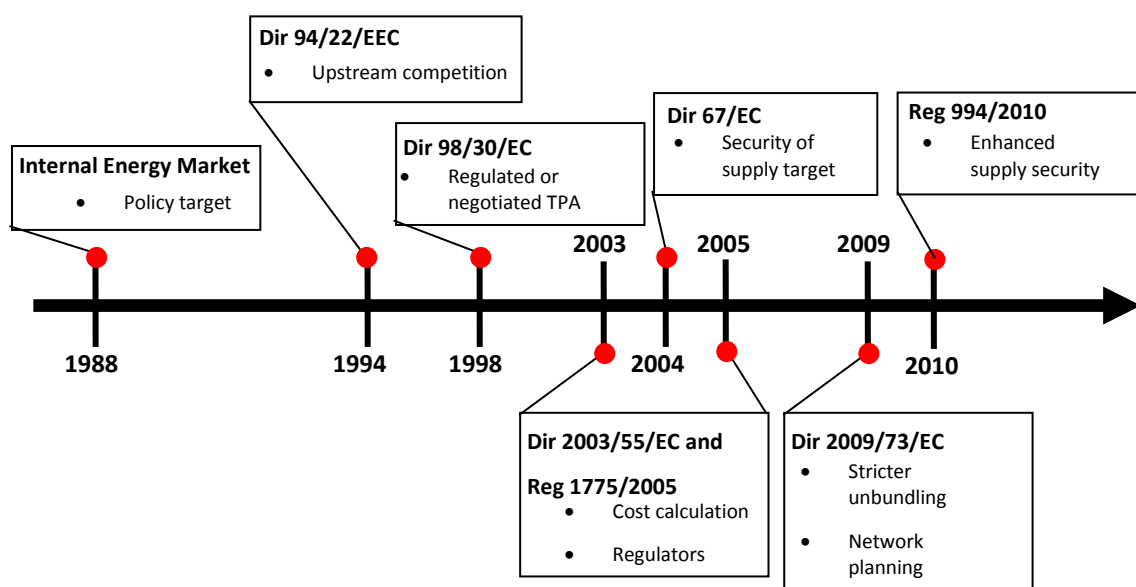 Dir 94/22/EEC
• Upstream competition
Dir 67/EC
• Security of
supply target
Reg 994/2010
• Enhanced
supply security
Internal Energy Market
• Policy target
Dir 98/30/EC
• Regulated or
negotiated TPA
2003
2005
2009
1988
1994
1998
2004
2010
Dir 2003/55/EC and
Reg 1775/2005
• Cost calculation
• Regulators
Dir 2009/73/EC
• Stricter
unbundling
• Network
planning